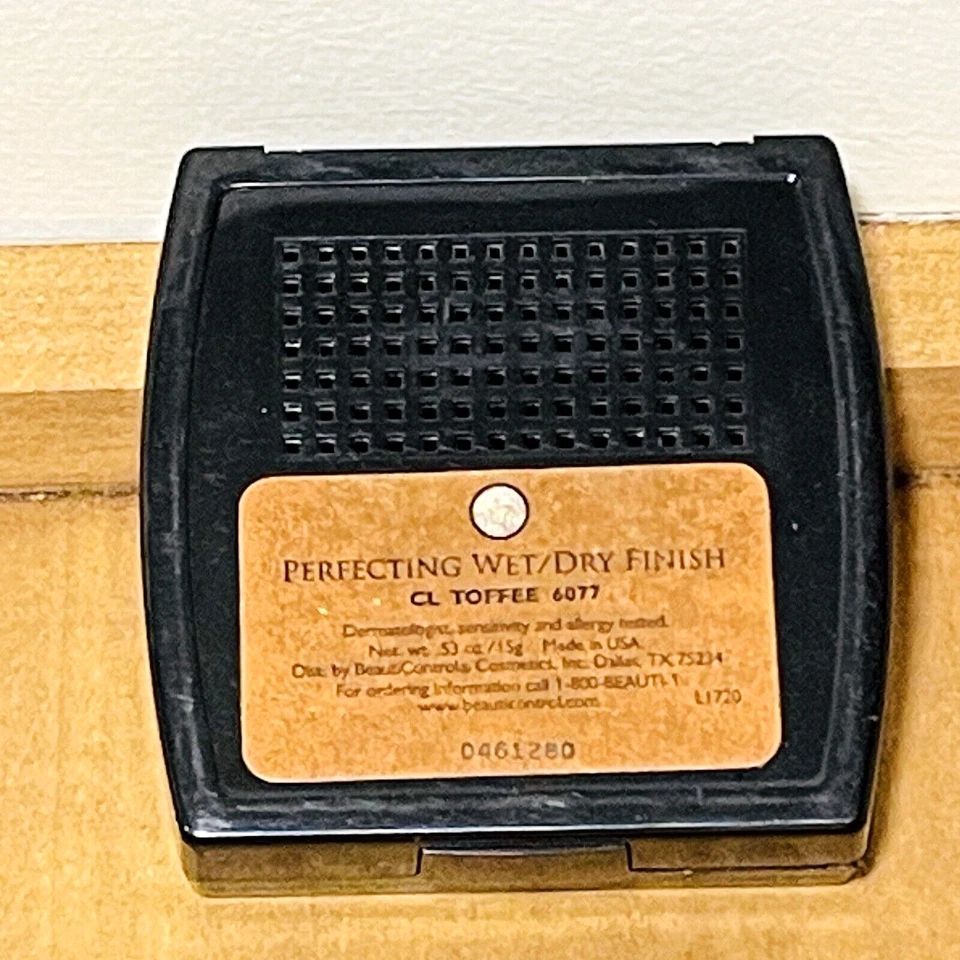 PERFECTING WET/DRY FINISH
CL TOFFEE 6077
Dermatologist, sensitivity and allergy tested.
Net wt. .53 oz./15g Made in USA
Dist. by BeautiControl® Cosmetics, Inc. Dallas, TX 75234
For ordering information call 1-800-BEAUTI-1
www.beauticontrol.com L1720
0461280